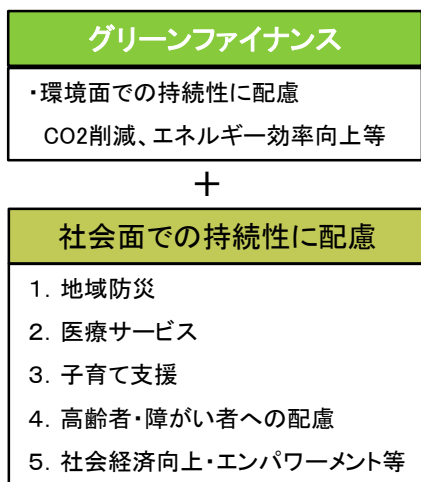 グリーンファイナンス
・環境面での持続性に配慮
CO2削減、エネルギー効率向上等
＋
社会面での持続性に配慮
1．地域防災
2．医療サービス
3．子育て支援
4．高齢者・障がい者への配慮
5．社会経済向上・エンパワーメント等